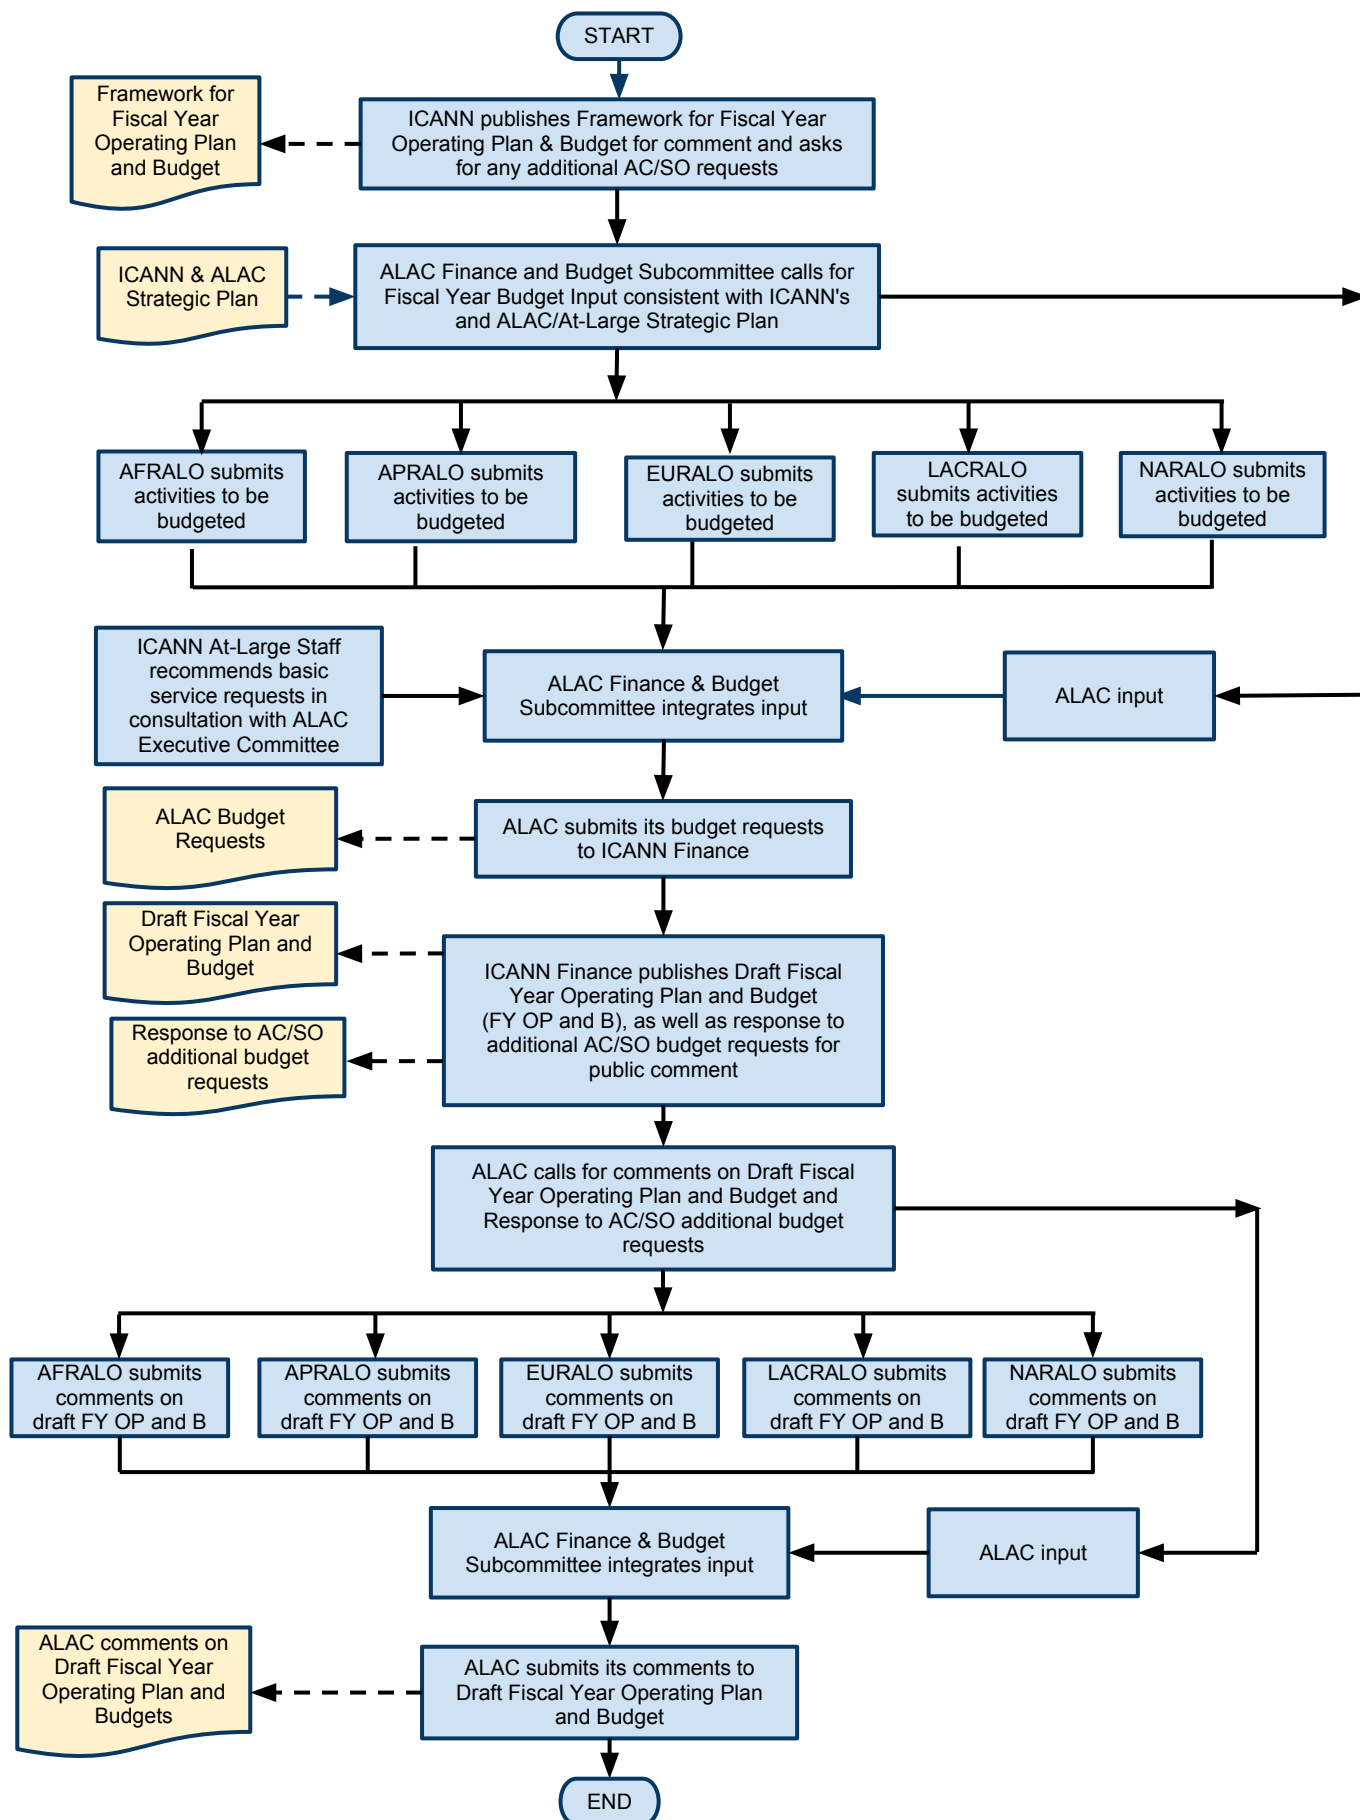 START
Framework for
Fiscal Year
Operating Plan
and Budget
ICANN publishes Framework for Fiscal Year
Operating Plan & Budget for comment and asks
for any additional AC/SO requests
ICANN & ALAC
Strategic Plan
ALAC Finance and Budget Subcommittee calls for
Fiscal Year Budget Input consistent with ICANN's
and ALAC/At-Large Strategic Plan
AFRALO submits
activities to be
budgeted
APRALO submits
activities to be
budgeted
EURALO submits
activities to be
budgeted
LACRALO
submits activities
to be budgeted
NARALO submits
activities to be
budgeted
ICANN At-Large Staff
recommends basic
service requests in
consultation with ALAC
Executive Committee
ALAC Finance & Budget
Subcommittee integrates input
ALAC input
ALAC Budget
Requests
ALAC submits its budget requests
to ICANN Finance
Draft Fiscal Year
Operating Plan and
Budget
Response to AC/SO
additional budget
requests
ICANN Finance publishes Draft Fiscal
Year Operating Plan and Budget
(FY OP and B), as well as response to
additional AC/SO budget requests for
public comment
ALAC calls for comments on Draft Fiscal
Year Operating Plan and Budget and
Response to AC/SO additional budget
requests
AFRALO submits
comments on
draft FY OP and B
APRALO submits
comments on
draft FY OP and B
EURALO submits
comments on
draft FY OP and B
LACRALO submits
comments on
draft FY OP and B
NARALO submits
comments on
draft FY OP and B
ALAC Finance & Budget
Subcommittee integrates input
ALAC input
ALAC comments on
Draft Fiscal Year
Operating Plan and
Budgets
ALAC submits its comments to
Draft Fiscal Year Operating Plan
and Budget
END